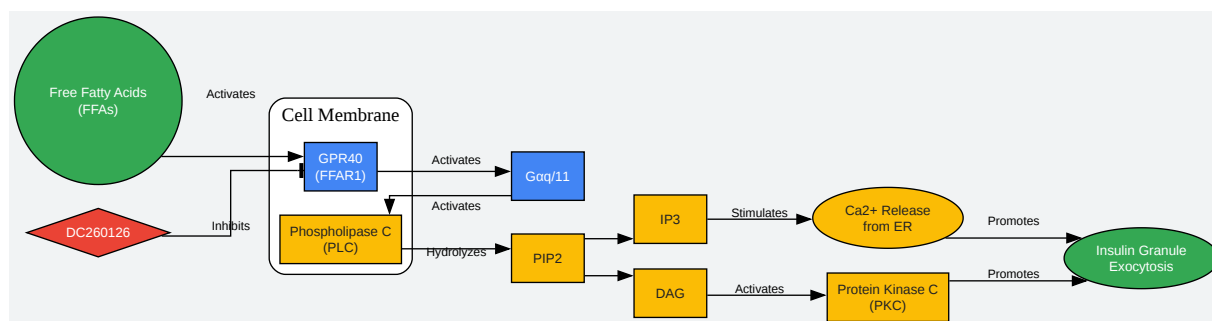 Free Fatty Acids
(FFAs)
Activates
Cell Membrane
GPR40
(FFAR1)
Activates
Gαq/11
Activates
DC260126
Inhibits
Phospholipase C
(PLC)
Hydrolyzes
PIP2
IP3
Stimulates
Ca2+ Release
from ER
Promotes
Insulin Granule
Exocytosis
DAG
Activates
Protein Kinase C
(PKC)
Promotes